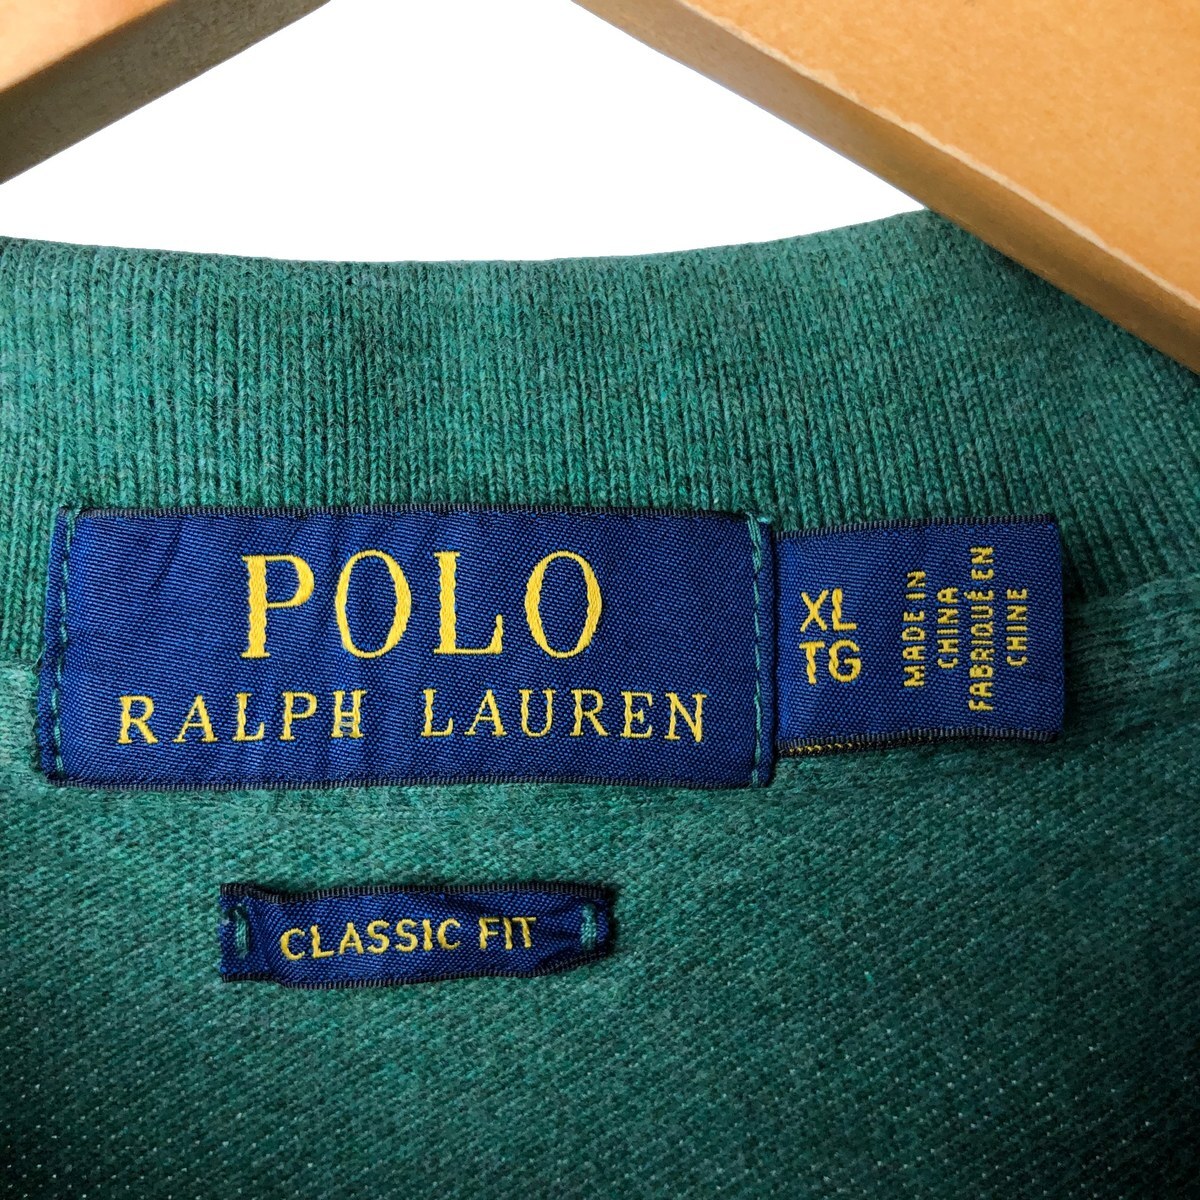 POLO
RALPH LAUREN
XL
TG
MADE IN
CHINA
FABRIQUÉ EN
CHINE
CLASSIC FIT